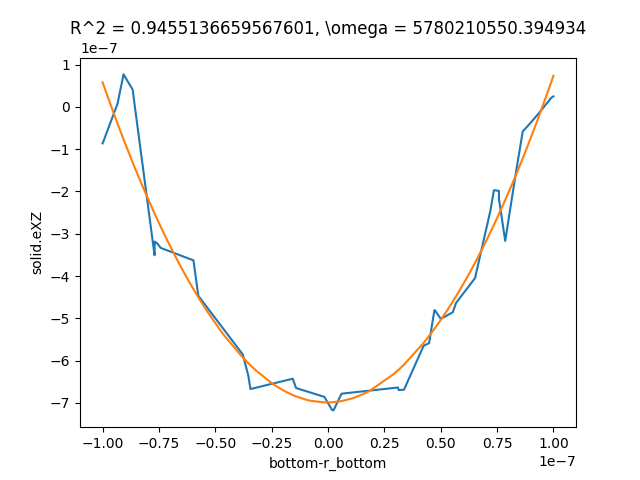 R^2 = 0.9455136659567601, \omega = 5780210550.394934
1e−7
1
0
−1
−2
−3
−4
−5
−6
−7
solid.eXZ
−1.00 −0.75 −0.50 −0.25 0.00 0.25 0.50 0.75 1.00
bottom-r_bottom
1e−7